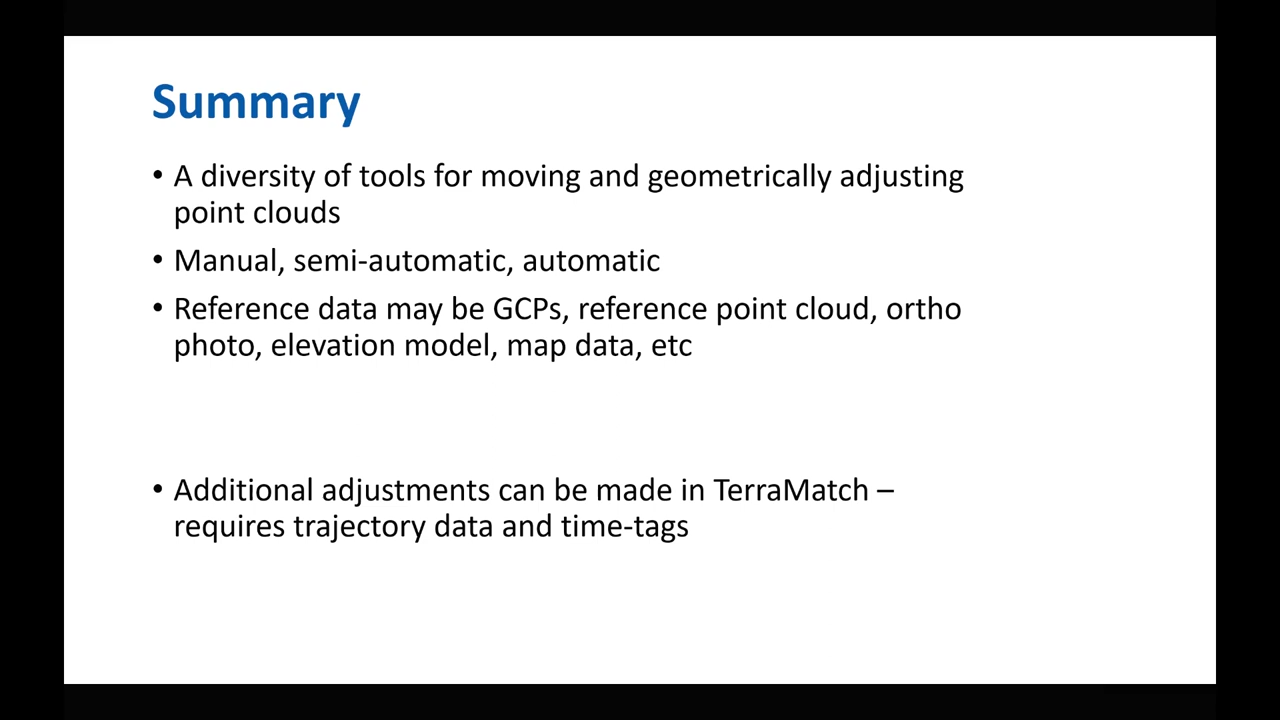 Summary
• A diversity of tools for moving and geometrically adjusting
point clouds
• Manual, semi-automatic, automatic
• Reference data may be GCPs, reference point cloud, ortho
photo, elevation model, map data, etc
• Additional adjustments can be made in TerraMatch –
requires trajectory data and time-tags